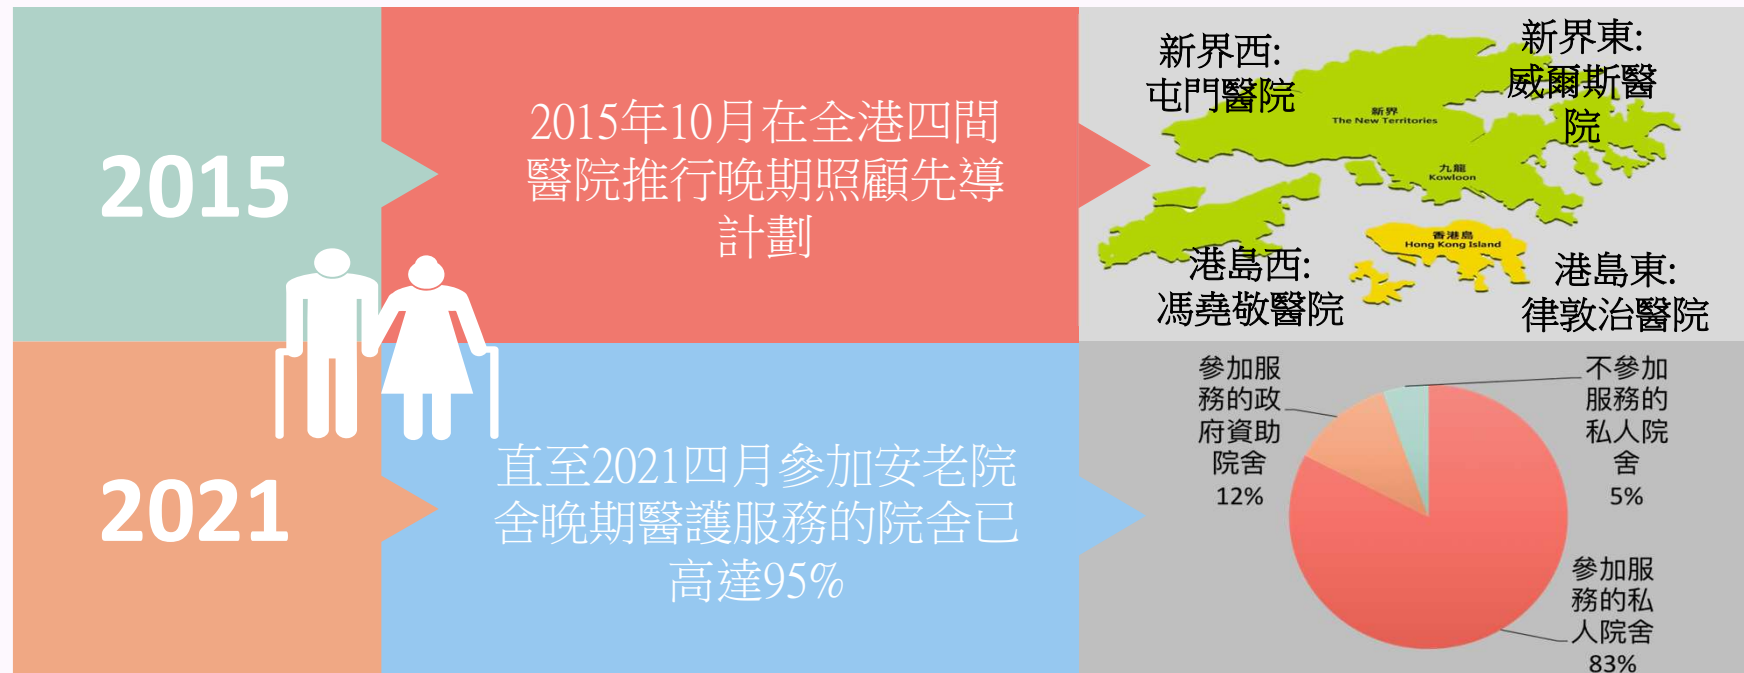 2015
2015年10月在全港四間
醫院推行晚期照顧先導
計劃
新界西:
屯門醫院
新界東:
威爾斯醫
院
新界
The New Territories
九龍
Kowloon
香港島
Hong Kong Island
港島西:
馮堯敬醫院
港島東:
律敦治醫院
2021
直至2021四月參加安老院
舍晚期醫護服務的院舍已
高達95%
參加服
務的政
府資助
院舍
12%
不參加
服務的
私人院
舍
5%
參加服
務的私
人院舍
83%